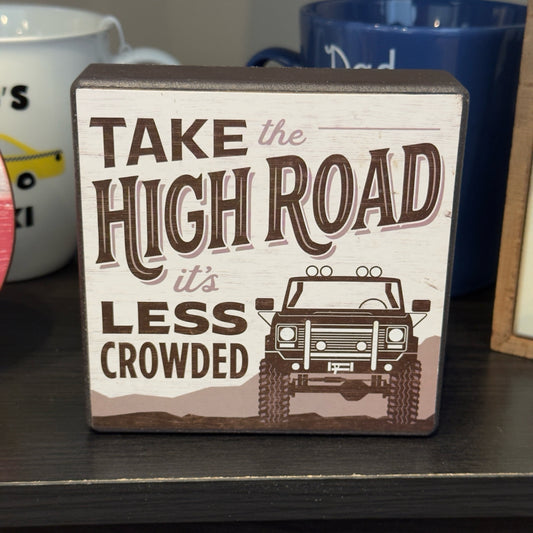 TAKE the
HIGH ROAD
it's
LESS
CROWDED
Dad